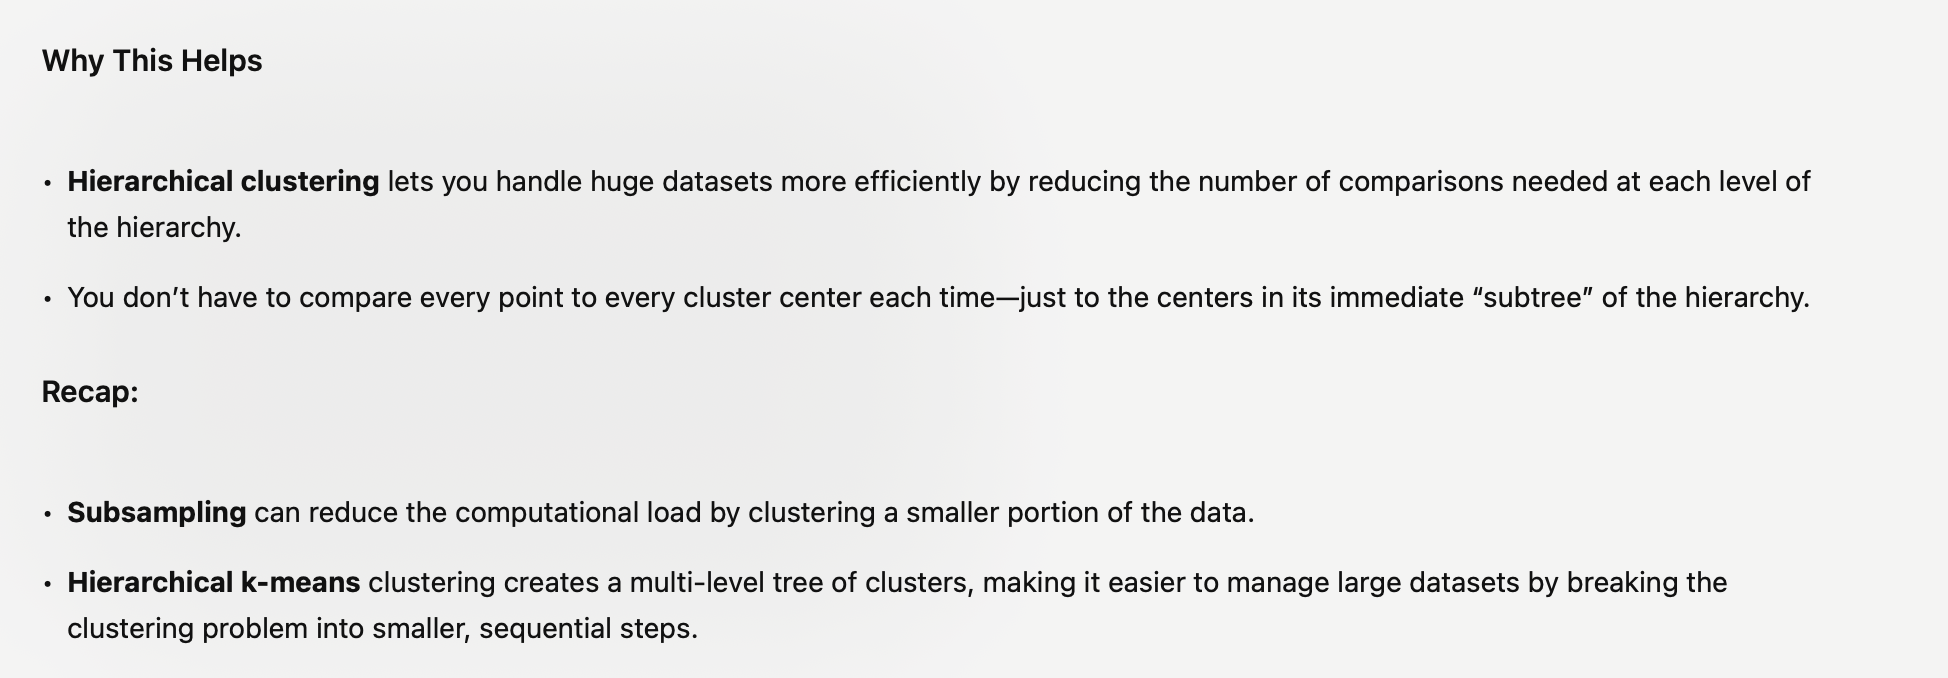 Why This Helps
• Hierarchical clustering lets you handle huge datasets more efficiently by reducing the number of comparisons needed at each level of
the hierarchy.
• You don’t have to compare every point to every cluster center each time—just to the centers in its immediate “subtree” of the hierarchy.
Recap:
• Subsampling can reduce the computational load by clustering a smaller portion of the data.
• Hierarchical k-means clustering creates a multi-level tree of clusters, making it easier to manage large datasets by breaking the
clustering problem into smaller, sequential steps.